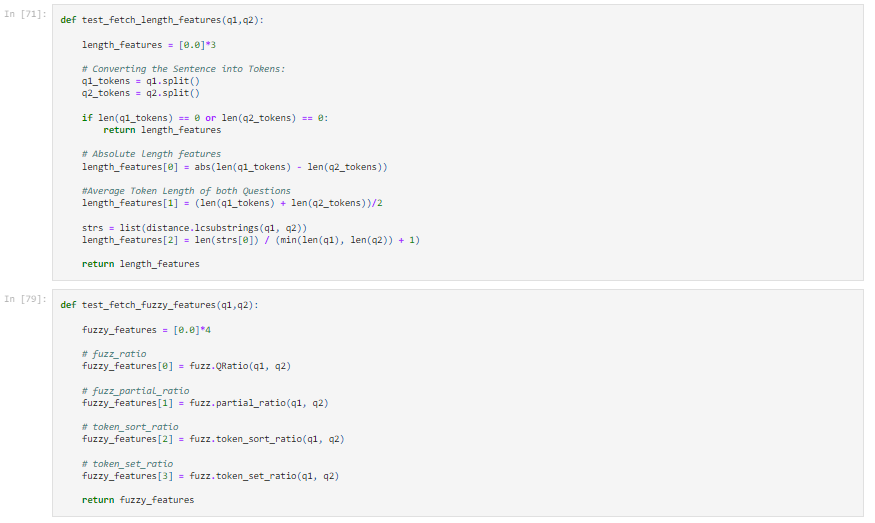 In [71]:
def test_fetch_length_features(q1,q2):
length_features = [0.0]*3
# Converting the Sentence into Tokens:
q1_tokens = q1.split()
q2_tokens = q2.split()
if len(q1_tokens) == 0 or len(q2_tokens) == 0:
return length_features
# Absolute length features
length_features[0] = abs(len(q1_tokens) - len(q2_tokens))
#Average Token Length of both Questions
length_features[1] = (len(q1_tokens) + len(q2_tokens))/2
strs = list(distance.lcsubstrings(q1, q2))
length_features[2] = len(strs[0]) / (min(len(q1), len(q2)) + 1)
return length_features
In [79]:
def test_fetch_fuzzy_features(q1,q2):
fuzzy_features = [0.0]*4
# fuzz_ratio
fuzzy_features[0] = fuzz.QRatio(q1, q2)
# fuzz_partial_ratio
fuzzy_features[1] = fuzz.partial_ratio(q1, q2)
# token_sort_ratio
fuzzy_features[2] = fuzz.token_sort_ratio(q1, q2)
# token_set_ratio
fuzzy_features[3] = fuzz.token_set_ratio(q1, q2)
return fuzzy_features